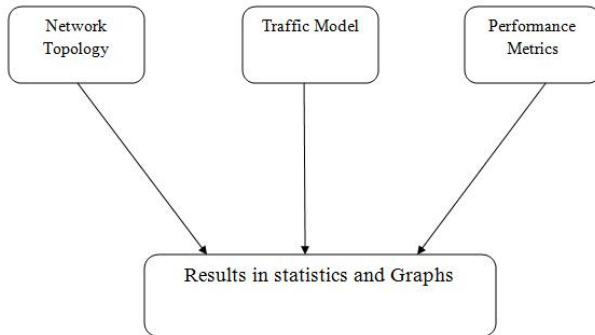 Network
Topology
Traffic Model
Performance
Metrics
Results in statistics and Graphs